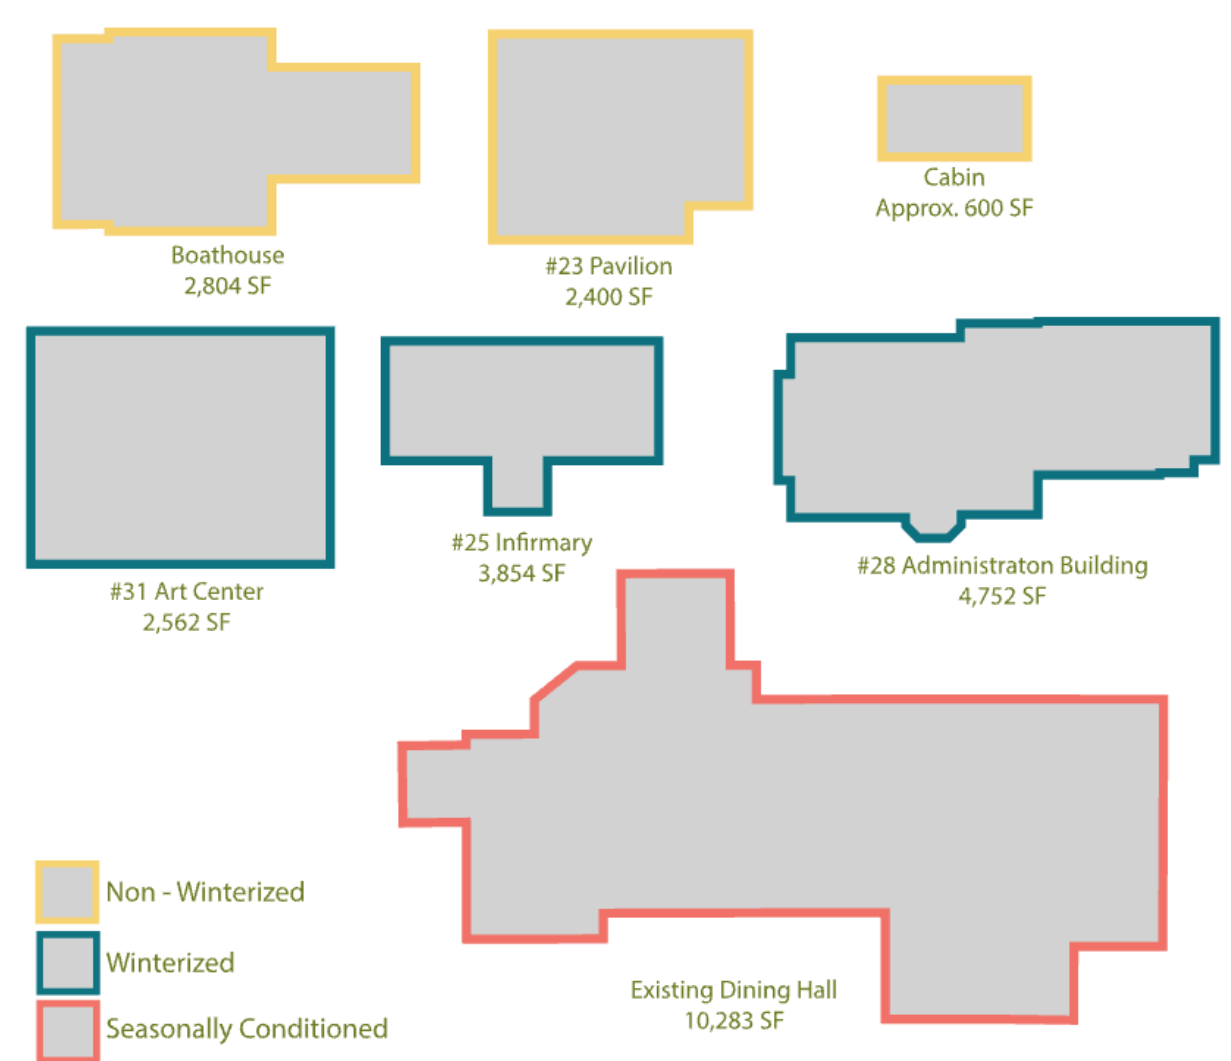 Boathouse
2,804 SF
#23 Pavilion
2,400 SF
Cabin
Approx. 600 SF
#31 Art Center
2,562 SF
#25 Infirmary
3,854 SF
#28 Administraton Building
4,752 SF
Existing Dining Hall
10,283 SF
Non - Winterized
Winterized
Seasonally Conditioned